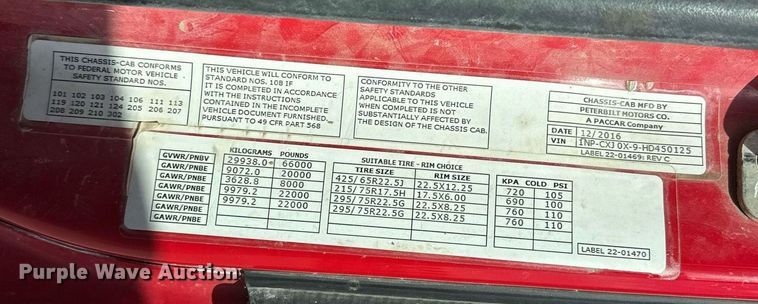 THIS CHASSIS-CAB CONFORMS
TO FEDERAL MOTOR VEHICLE
SAFETY STANDARD NOS.
101 102 103 104 106 111 113
119 120 121 124 205 206 207
208 209 210 302
THIS VEHICLE WILL CONFORM TO
STANDARD NOS. 108 IF
IT IS COMPLETED IN ACCORDANCE
WITH THE INSTRUCTIONS
CONTAINED IN THE INCOMPLETE
VEHICLE DOCUMENT FURNISHED.
PURSUANT TO 49 CFR PART 568
CONFORMITY TO THE OTHER
SAFETY STANDARDS
APPLICABLE TO THIS VEHICLE
WHEN COMPLETED IS NOT
SUBSTANTIALLY AFFECTED BY
THE DESIGN OF THE CHASSIS CAB.
CHASSIS-CAB MFD BY
PETERBILT MOTORS CO.
A PACCAR Company
DATE 12/2016
VIN INP-CXJ0X-9-HD450125
LABEL 22-01469: REV C
KILOGRAMS POUNDS
GVWR/PNBV 29938.0 66000
GAWR/PNBE 9072.0 20000
GAWR/PNBE 3628.8 8000
GAWR/PNBE 9979.2 22000
GAWR/PNBE 9979.2 22000
GAWR/PNBE
SUITABLE TIRE - RIM CHOICE
TIRE SIZE RIM SIZE
425/65R22.5J 22.5X12.25
215/75R17.5H 17.5X6.00
295/75R22.5G 22.5X8.25
295/75R22.5G 22.5X8.25
KPA COLD PSI
720 105
690 100
760 110
760 110
LABEL 22-01470
Purple Wave Auction